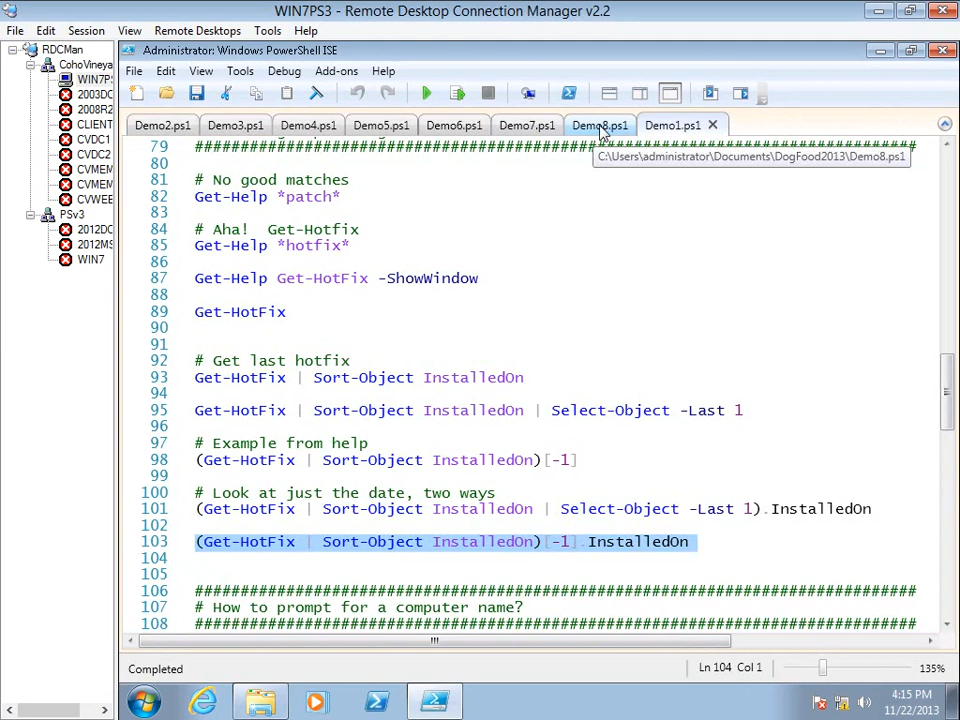 WIN7PS3 - Remote Desktop Connection Manager v2.2
File Edit Session View Remote Desktops Tools Help
RDCMan
CohoVineya
WIN7PS
2003DC
2008R2
CLIENT
CVDC1
CVDC2
CVMEM
CVMEM
CVWEE
PSv3
2012DC
2012MS
WIN7
Administrator: Windows PowerShell ISE
File Edit View Tools Debug Add-ons Help
Demo2.ps1 Demo3.ps1 Demo4.ps1 Demo5.ps1 Demo6.ps1 Demo7.ps1 Demo8.ps1 Demo1.ps1
C:\Users\administrator\Documents\DogFood2013\Demo8.ps1
79 ################################################################################
80
81 # No good matches
82 Get-Help *patch*
83
84 # Aha!  Get-Hotfix
85 Get-Help *hotfix*
86
87 Get-Help Get-HotFix -ShowWindow
88
89 Get-HotFix
90
91
92 # Get last hotfix
93 Get-HotFix | Sort-Object InstalledOn
94
95 Get-HotFix | Sort-Object InstalledOn | Select-Object -Last 1
96
97 # Example from help
98 (Get-HotFix | Sort-Object InstalledOn)[-1]
99
100 # Look at just the date, two ways
101 (Get-HotFix | Sort-Object InstalledOn | Select-Object -Last 1).InstalledOn
102
103 (Get-HotFix | Sort-Object InstalledOn)[-1].InstalledOn
104
105
106 ################################################################################
107 # How to prompt for a computer name?
108 ################################################################################
Completed
Ln 104 Col 1
135%
4:15 PM
11/22/2013